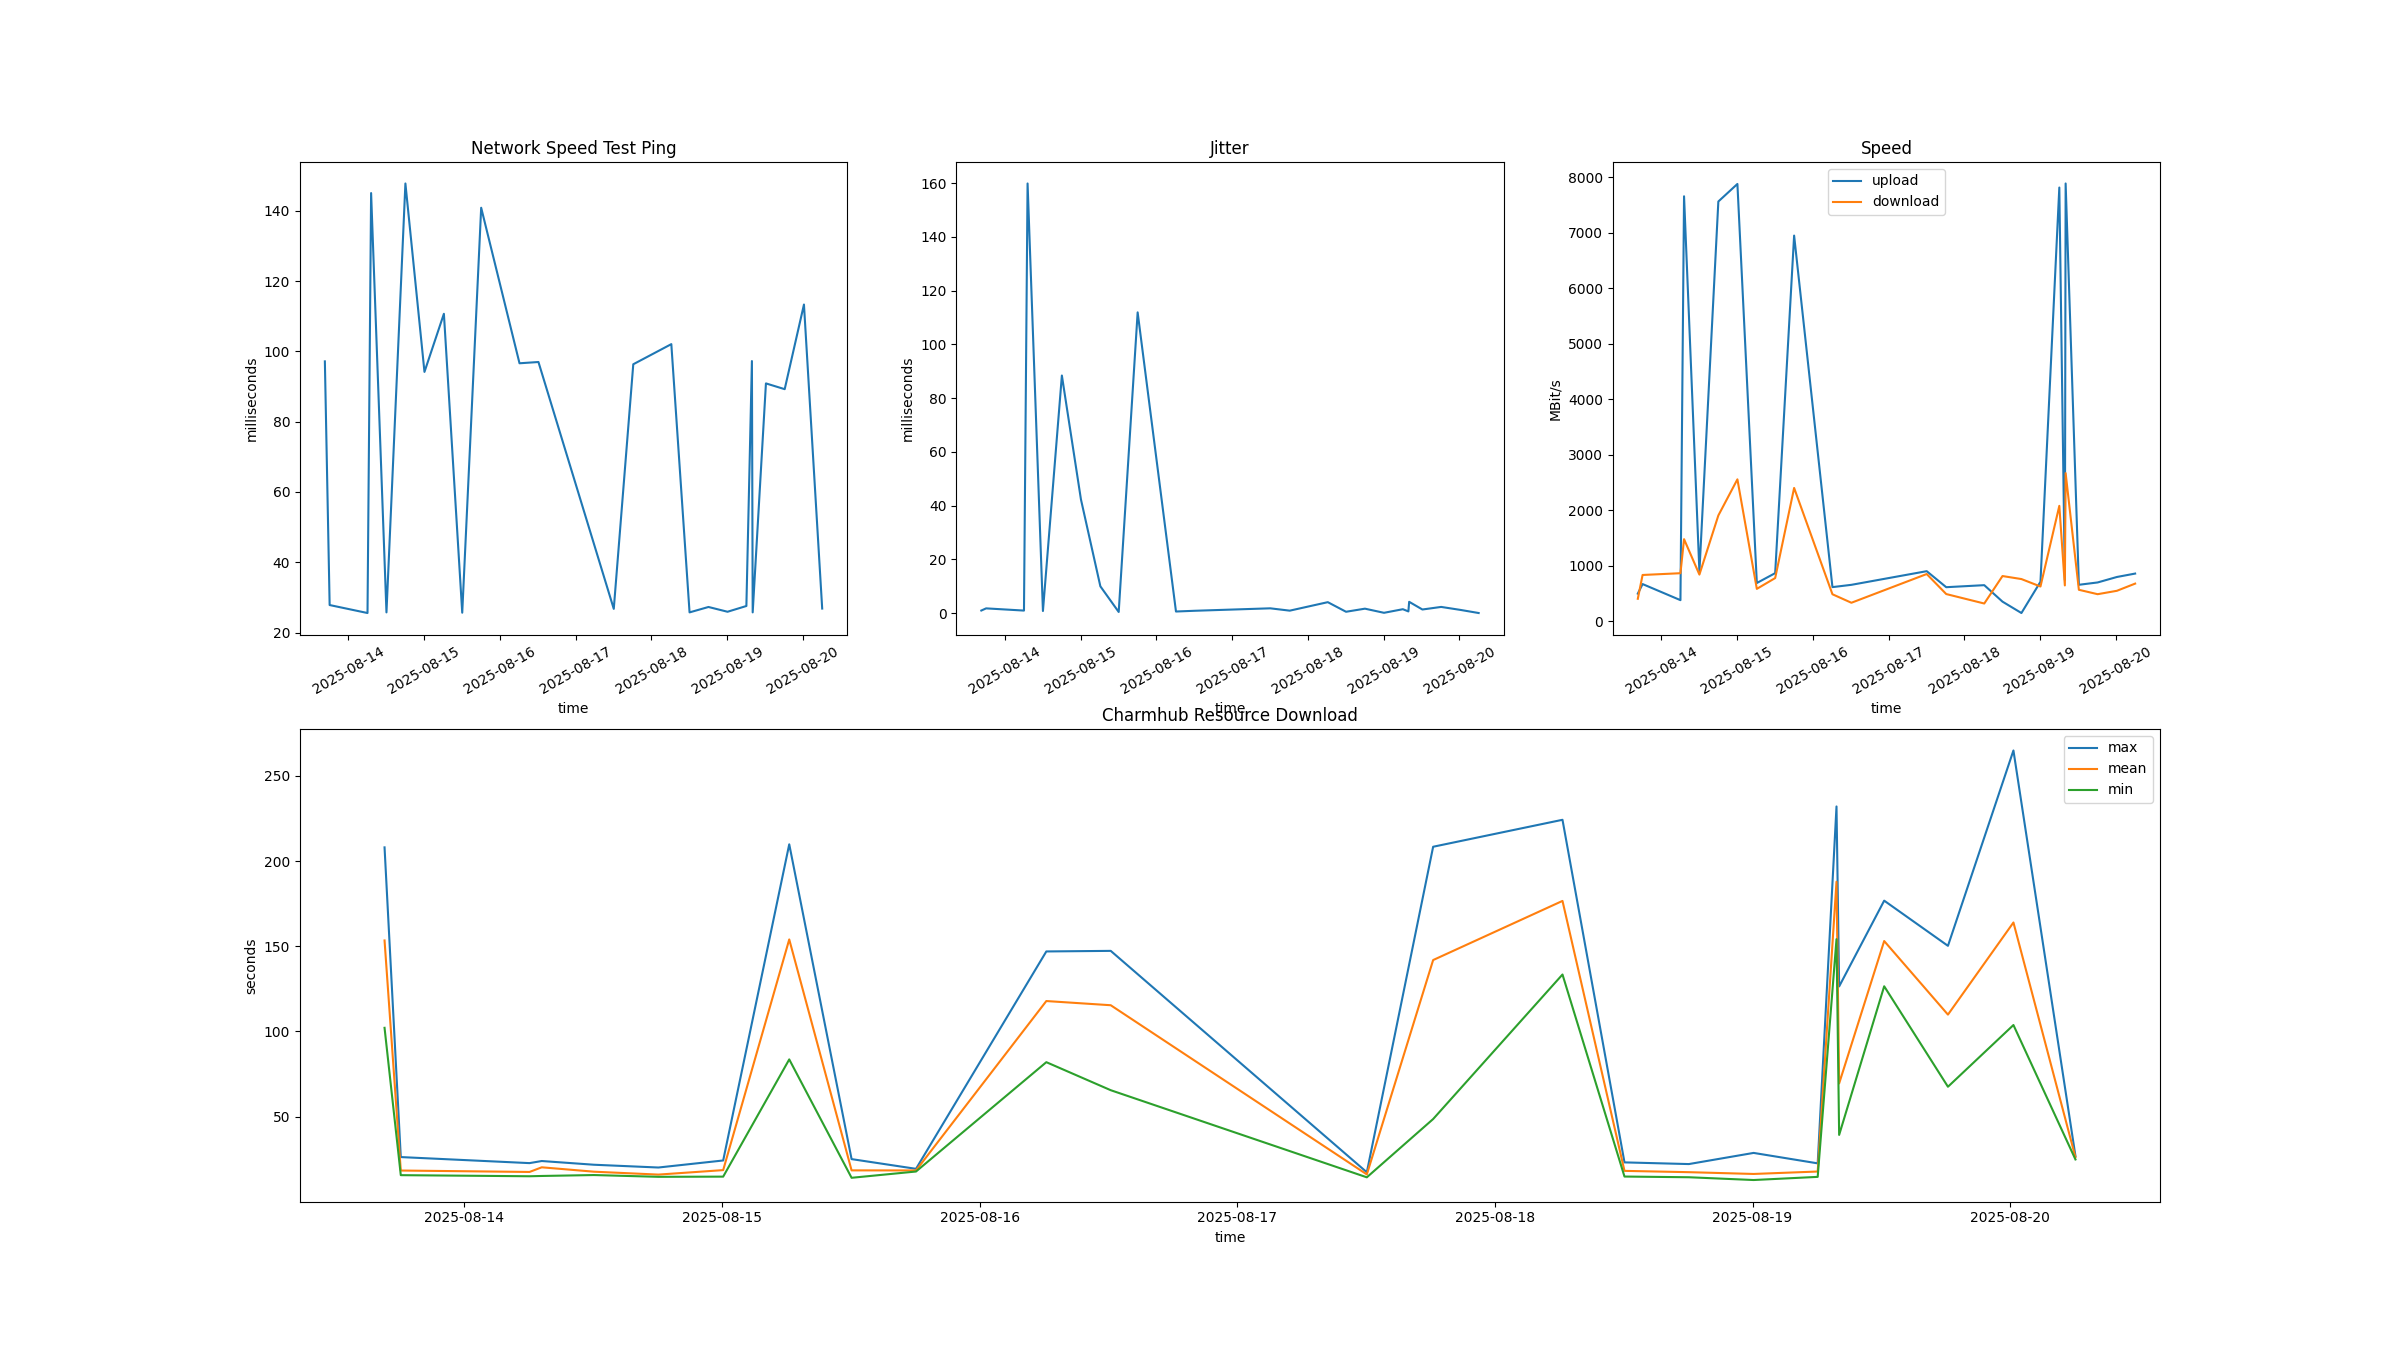 Network Speed Test Ping
milliseconds
140
120
100
80
60
40
20
2025-08-14 2025-08-15 2025-08-16 2025-08-17 2025-08-18 2025-08-19 2025-08-20
time
Jitter
milliseconds
160
140
120
100
80
60
40
20
0
2025-08-14 2025-08-15 2025-08-16 2025-08-17 2025-08-18 2025-08-19 2025-08-20
time
Speed
upload
download
MBit/s
8000
7000
6000
5000
4000
3000
2000
1000
0
2025-08-14 2025-08-15 2025-08-16 2025-08-17 2025-08-18 2025-08-19 2025-08-20
time
Charmhub Resource Download
max
mean
min
seconds
250
200
150
100
50
2025-08-14 2025-08-15 2025-08-16 2025-08-17 2025-08-18 2025-08-19 2025-08-20
time